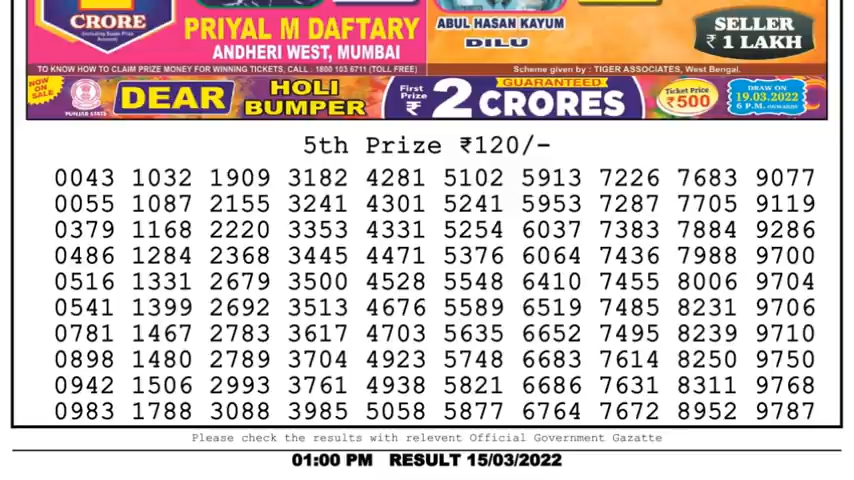 CRORE
(Including Super Prize Amount)
PRIYAL M DAFTARY
ANDHERI WEST, MUMBAI
ABUL HASAN KAYUM
DILU
SELLER
₹ 1 LAKH
TO KNOW HOW TO CLAIM PRIZE MONEY FOR WINNING TICKETS, CALL : 1800 103 6711 (TOLL FREE)
Scheme given by : TIGER ASSOCIATES, West Bengal.
NOW ON SALE
PUNJAB STATE
DEAR
HOLI BUMPER
First Prize ₹
2 CRORES
GUARANTEED
Ticket Price
₹500
DRAW ON
19.03.2022
6 P.M. ONWARDS
5th Prize ₹120/-
0043 1032 1909 3182 4281 5102 5913 7226 7683 9077
0055 1087 2155 3241 4301 5241 5953 7287 7705 9119
0379 1168 2220 3353 4331 5254 6037 7383 7884 9286
0486 1284 2368 3445 4471 5376 6064 7436 7988 9700
0516 1331 2679 3500 4528 5548 6410 7455 8006 9704
0541 1399 2692 3513 4676 5589 6519 7485 8231 9706
0781 1467 2783 3617 4703 5635 6652 7495 8239 9710
0898 1480 2789 3704 4923 5748 6683 7614 8250 9750
0942 1506 2993 3761 4938 5821 6686 7631 8311 9768
0983 1788 3088 3985 5058 5877 6764 7672 8952 9787
Please check the results with relevent Official Government Gazatte
01:00 PM RESULT 15/03/2022